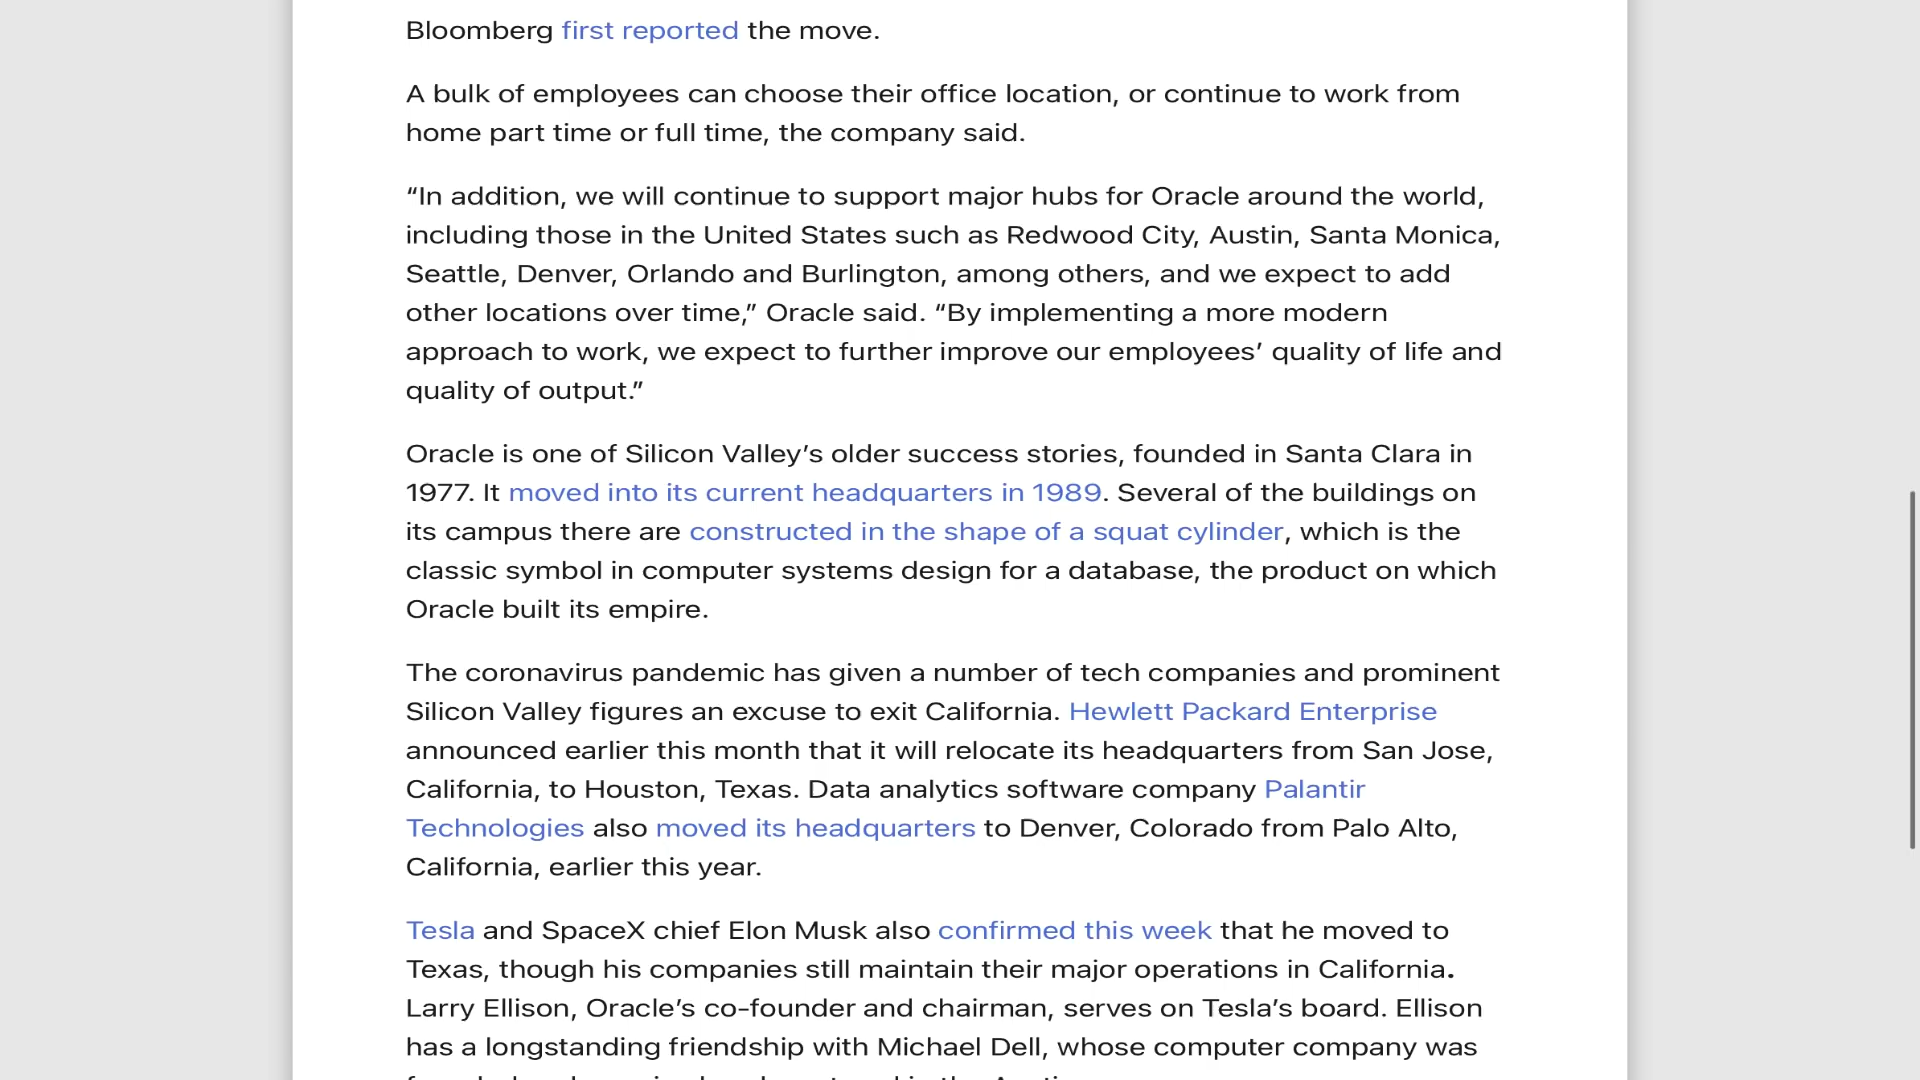 Bloomberg first reported the move.
A bulk of employees can choose their office location, or continue to work from
home part time or full time, the company said.
“In addition, we will continue to support major hubs for Oracle around the world,
including those in the United States such as Redwood City, Austin, Santa Monica,
Seattle, Denver, Orlando and Burlington, among others, and we expect to add
other locations over time,” Oracle said. “By implementing a more modern
approach to work, we expect to further improve our employees’ quality of life and
quality of output.”
Oracle is one of Silicon Valley’s older success stories, founded in Santa Clara in
1977. It moved into its current headquarters in 1989. Several of the buildings on
its campus there are constructed in the shape of a squat cylinder, which is the
classic symbol in computer systems design for a database, the product on which
Oracle built its empire.
The coronavirus pandemic has given a number of tech companies and prominent
Silicon Valley figures an excuse to exit California. Hewlett Packard Enterprise
announced earlier this month that it will relocate its headquarters from San Jose,
California, to Houston, Texas. Data analytics software company Palantir
Technologies also moved its headquarters to Denver, Colorado from Palo Alto,
California, earlier this year.
Tesla and SpaceX chief Elon Musk also confirmed this week that he moved to
Texas, though his companies still maintain their major operations in California.
Larry Ellison, Oracle’s co-founder and chairman, serves on Tesla’s board. Ellison
has a longstanding friendship with Michael Dell, whose computer company was